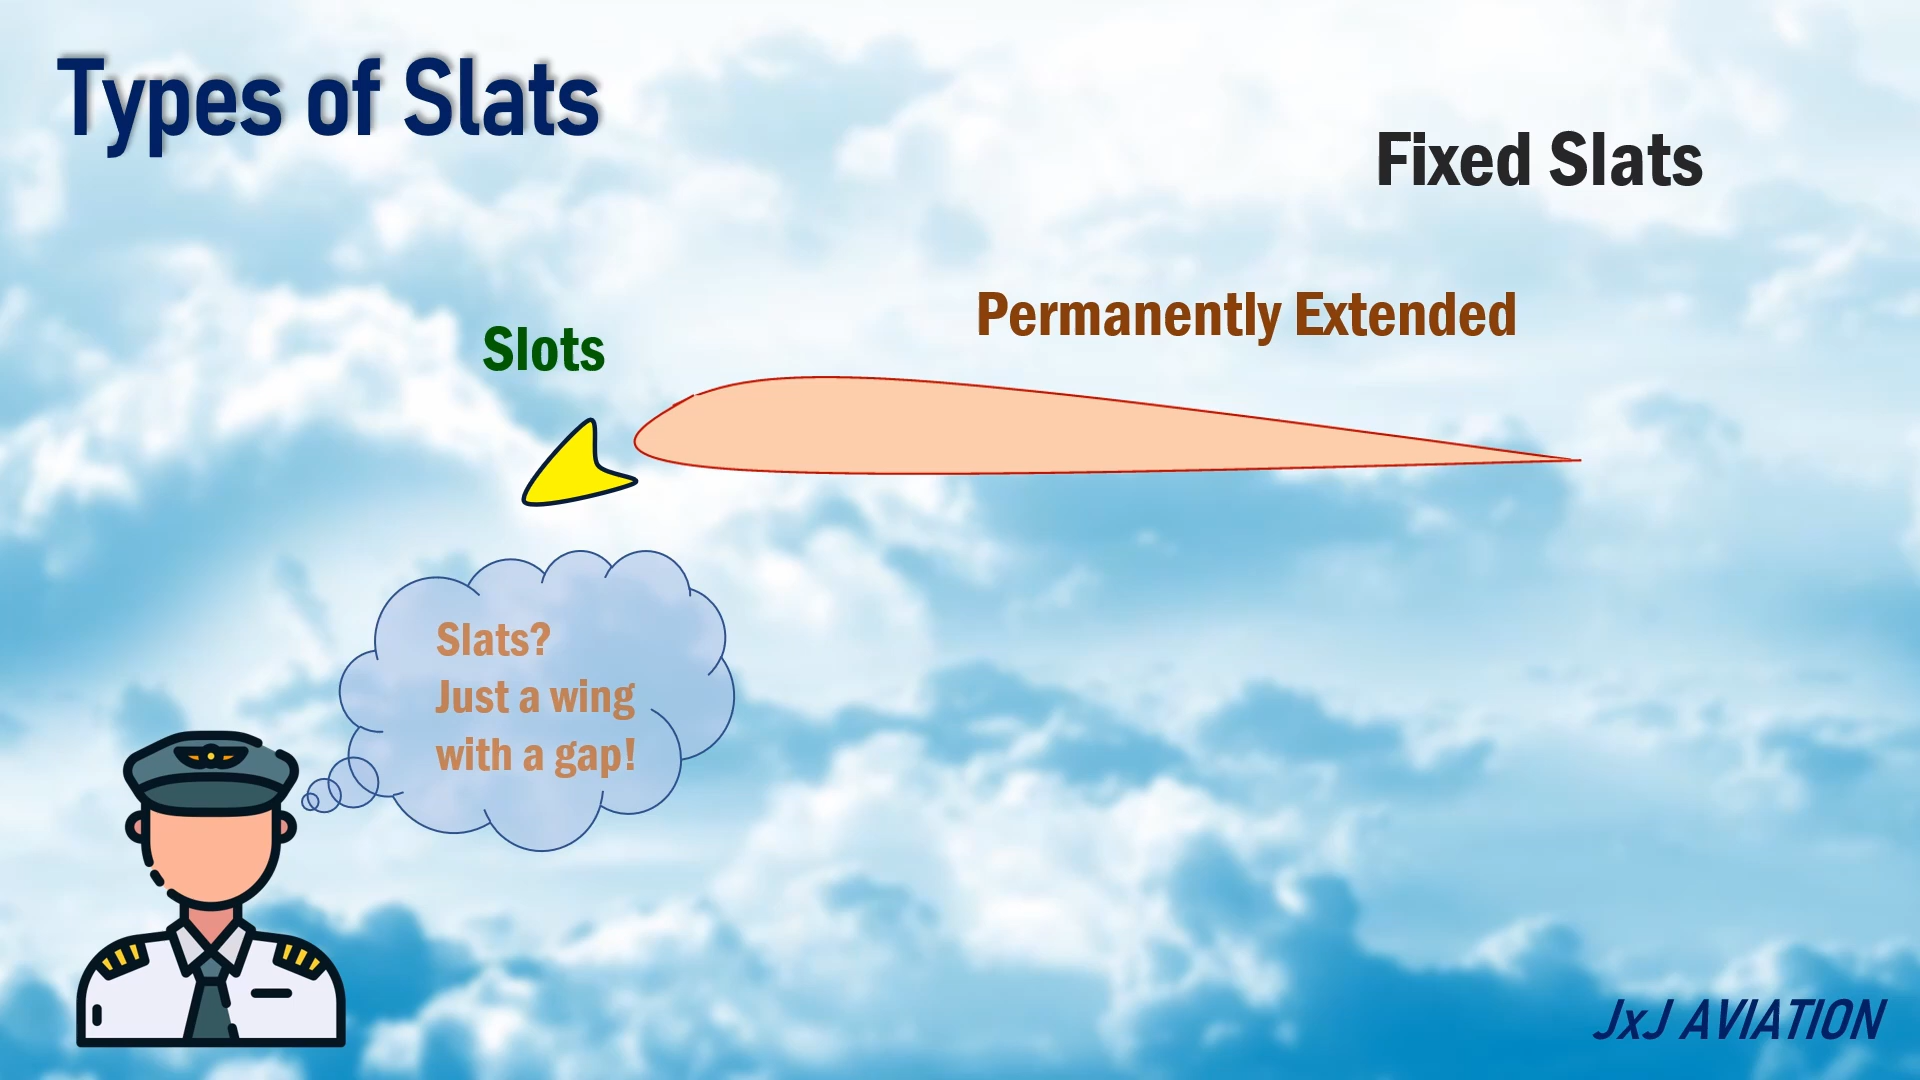 Types of Slats
Fixed Slats
Permanently Extended
Slots
Slats?
Just a wing
with a gap!
JxJ AVIATION